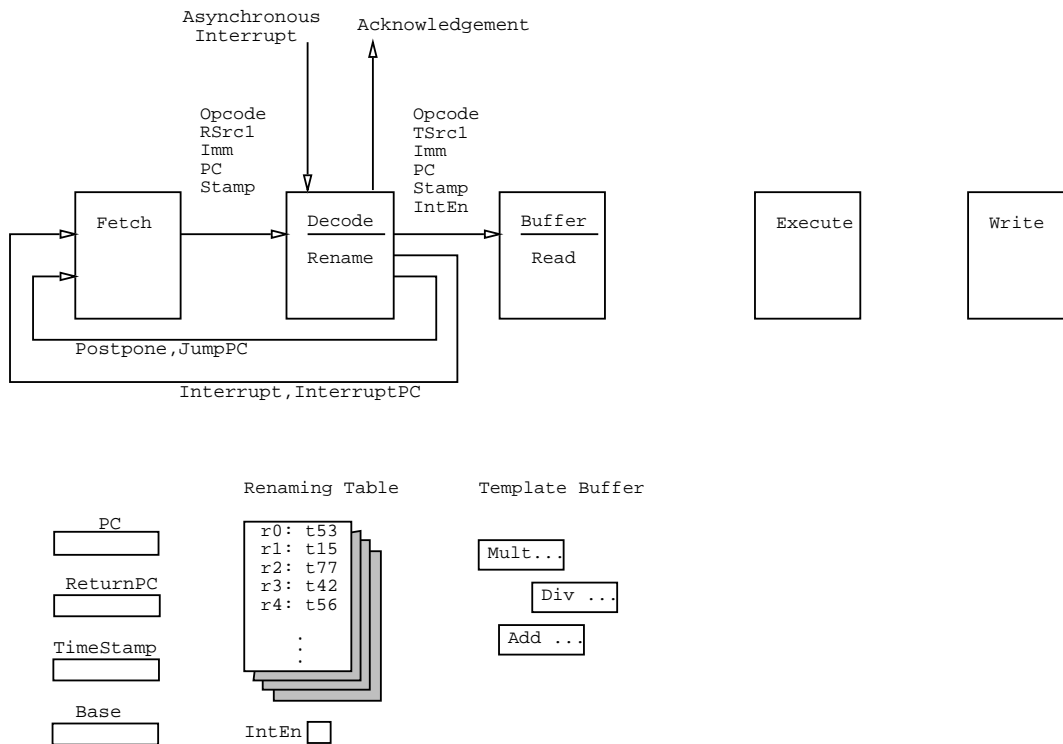 Asynchronous
Interrupt
Acknowledgement
Opcode
RSrc1
Imm
PC
Stamp
Opcode
TSrc1
Imm
PC
Stamp
IntEn
Fetch
Decode
Rename
Buffer
Read
Execute
Write
Postpone,JumpPC
Interrupt,InterruptPC
Renaming Table
Template Buffer
PC
ReturnPC
TimeStamp
Base
r0: t53
r1: t15
r2: t77
r3: t42
r4: t56
.
.
.
IntEn
Mult...
Div ...
Add ...